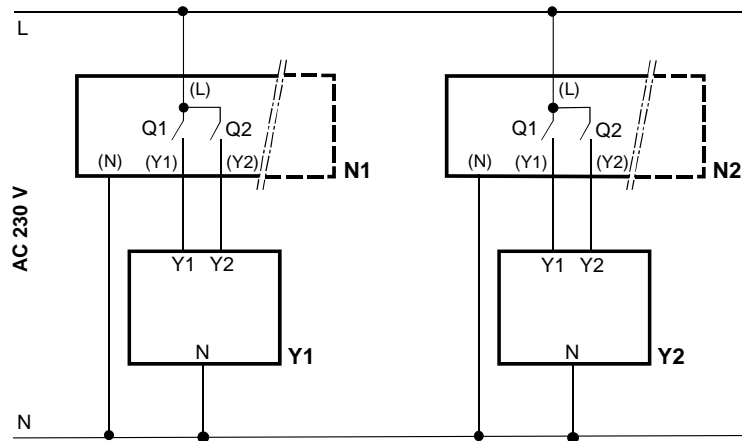 L
(L) (L)
Q1 Q2 Q1 Q2
(N) (Y1) (Y2) N1 (N) (Y1) (Y2) N2
AC 230 V
Y1 Y2 Y1 Y2
N Y1 N Y2
N